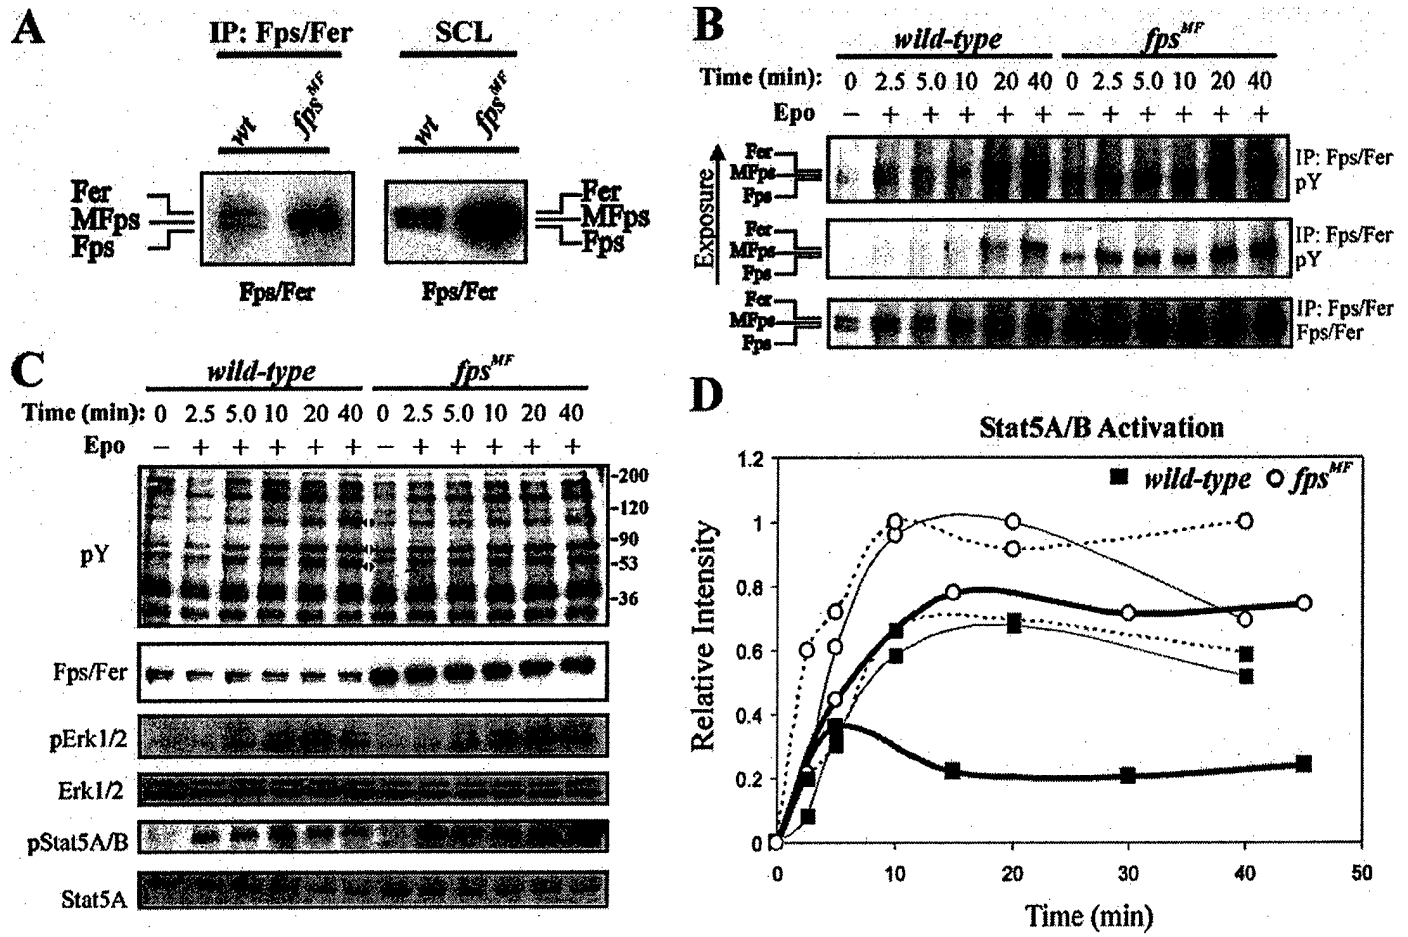 A
IP: Fps/Fer SCL
wt fps^MF wt fps^MF
Fer Fer
MFps MFps
Fps Fps
Fps/Fer Fps/Fer
B
wild-type fps^MF
Time (min): 0 2.5 5.0 10 20 40 0 2.5 5.0 10 20 40
Epo − + + + + + − + + + + +
Exposure
Fer
MFps
Fps
IP: Fps/Fer
pY
Fer
MFps
Fps
IP: Fps/Fer
pY
Fer
MFps
Fps
IP: Fps/Fer
Fps/Fer
C
wild-type fps^MF
Time (min): 0 2.5 5.0 10 20 40 0 2.5 5.0 10 20 40
Epo − + + + + + − + + + + +
pY
-200
-120
-90
-53
-36
Fps/Fer
pErk1/2
Erk1/2
pStat5A/B
Stat5A
D
Stat5A/B Activation
wild-type fps^MF
Relative Intensity
1.2
1
0.8
0.6
0.4
0.2
0
0 10 20 30 40 50
Time (min)